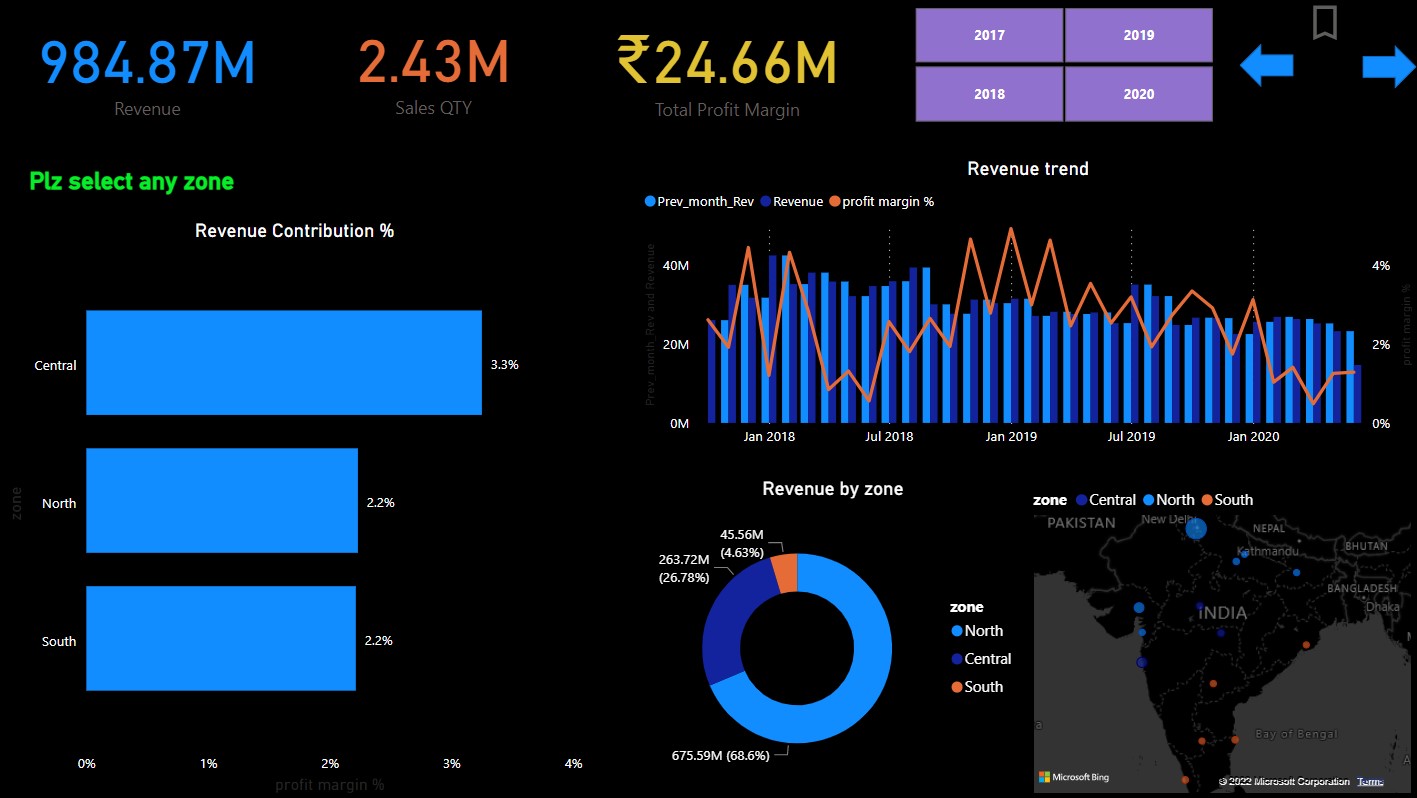 984.87M
Revenue
2.43M
Sales QTY
₹24.66M
Total Profit Margin
2017
2019
2018
2020
Plz select any zone
Revenue Contribution %
zone
Central
3.3%
North
2.2%
South
2.2%
0%
1%
2%
3%
4%
profit margin %
Revenue trend
Prev_month_Rev
Revenue
profit margin %
Prev_month_Rev and Revenue
40M
20M
0M
4%
2%
0%
profit margin %
Jan 2018
Jul 2018
Jan 2019
Jul 2019
Jan 2020
Revenue by zone
45.56M
(4.63%)
263.72M
(26.78%)
675.59M (68.6%)
zone
North
Central
South
zone Central North South
PAKISTAN
New Delhi
NEPAL
Kathmandu
BHUTAN
BANGLADESH
Dhaka
INDIA
Bay of Bengal
Microsoft Bing
© 2022 Microsoft Corporation Terms